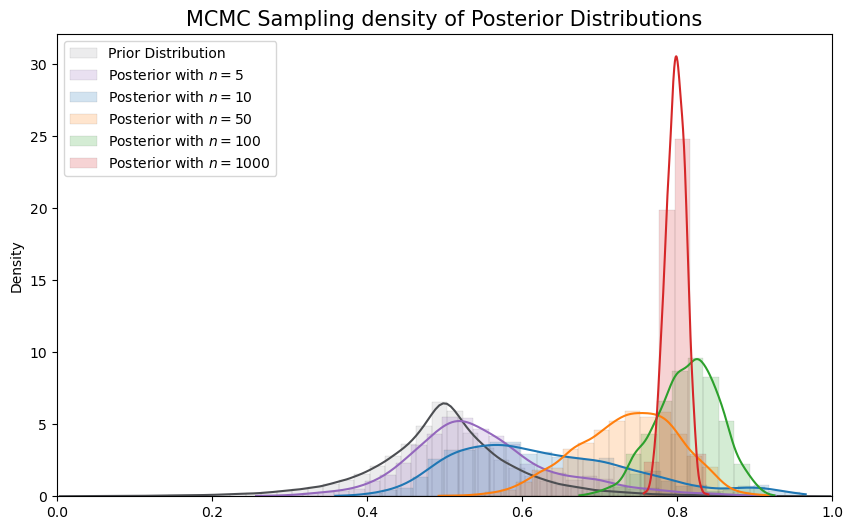 MCMC Sampling density of Posterior Distributions
Prior Distribution
Posterior with n = 5
Posterior with n = 10
Posterior with n = 50
Posterior with n = 100
Posterior with n = 1000
Density
30
25
20
15
10
5
0
0.0 0.2 0.4 0.6 0.8 1.0